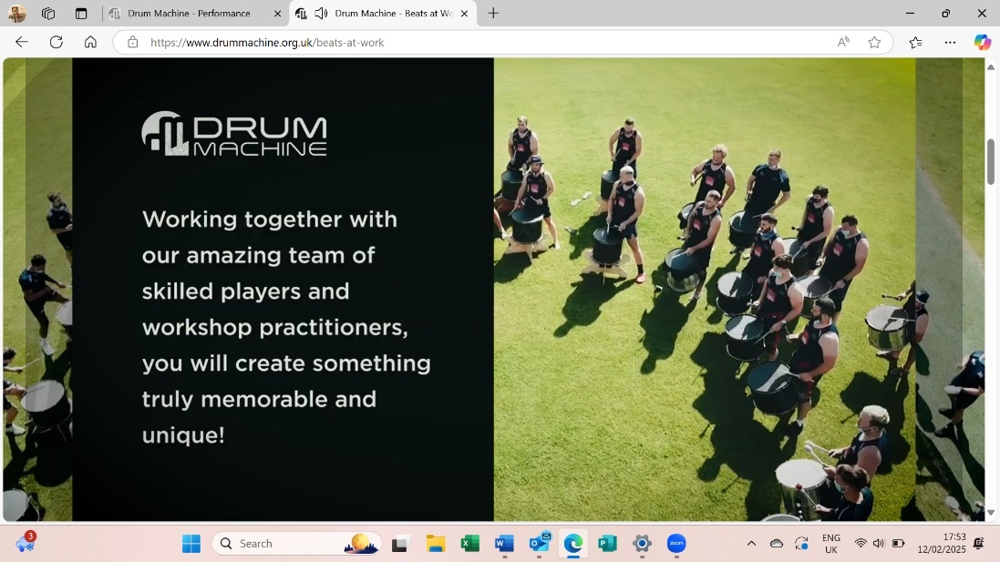 Drum Machine - Performance
Drum Machine - Beats at Wo
https://www.drummachine.org.uk/beats-at-work
DRUM
MACHINE
Working together with
our amazing team of
skilled players and
workshop practitioners,
you will create something
truly memorable and
unique!
3
Search
ENG
UK
17:53
12/02/2025